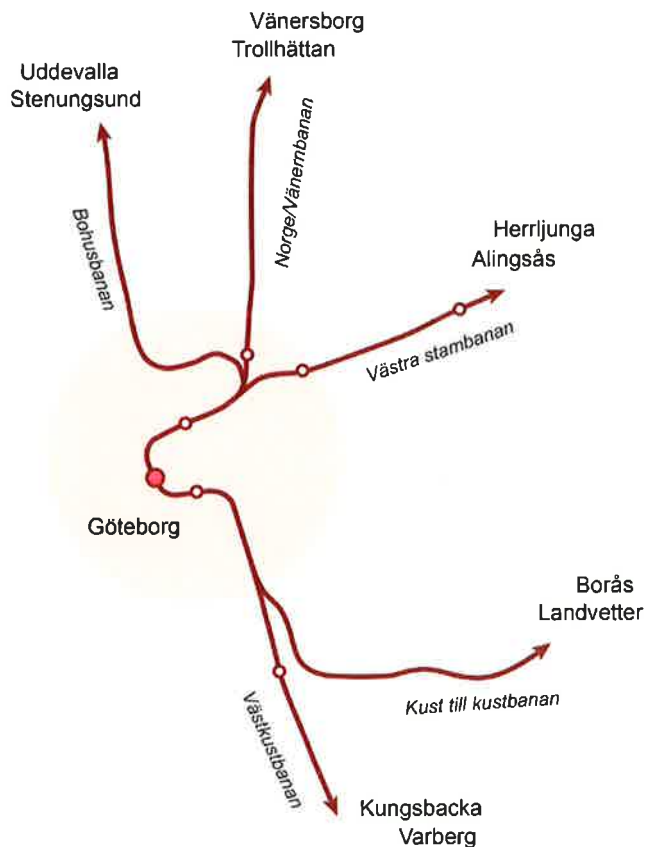 Vänersborg
Trollhättan
Uddevalla
Stenungsund
Norge/Vänernbanan
Bohusbanan
Herrljunga
Alingsås
Västra stambanan
Göteborg
Borås
Landvetter
Kust till kustbanan
Västkustbanan
Kungsbacka
Varberg